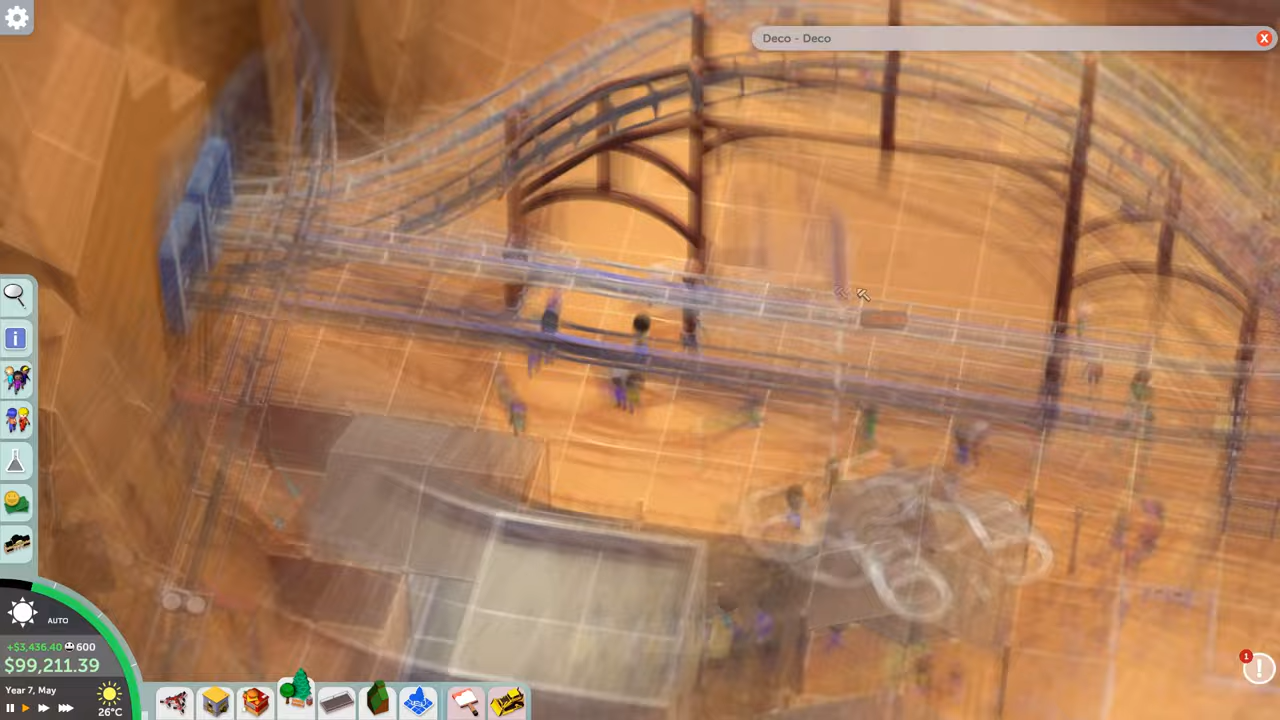 Deco - Deco
AUTO
+$3,436.40 600
$99,211.39
Year 7, May
26°C
1